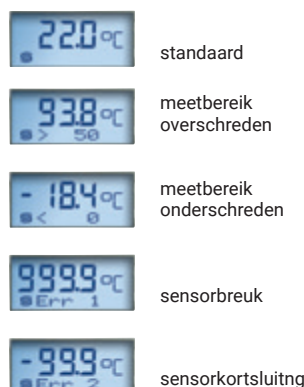 22.0 °C
standaard
93.8 °C
> 50
meetbereik
overschreden
- 18.4 °C
< 0
meetbereik
onderschreden
999.9 °C
Err 1
sensorbreuk
-99.9 °C
Err 2
sensorkortsluitng